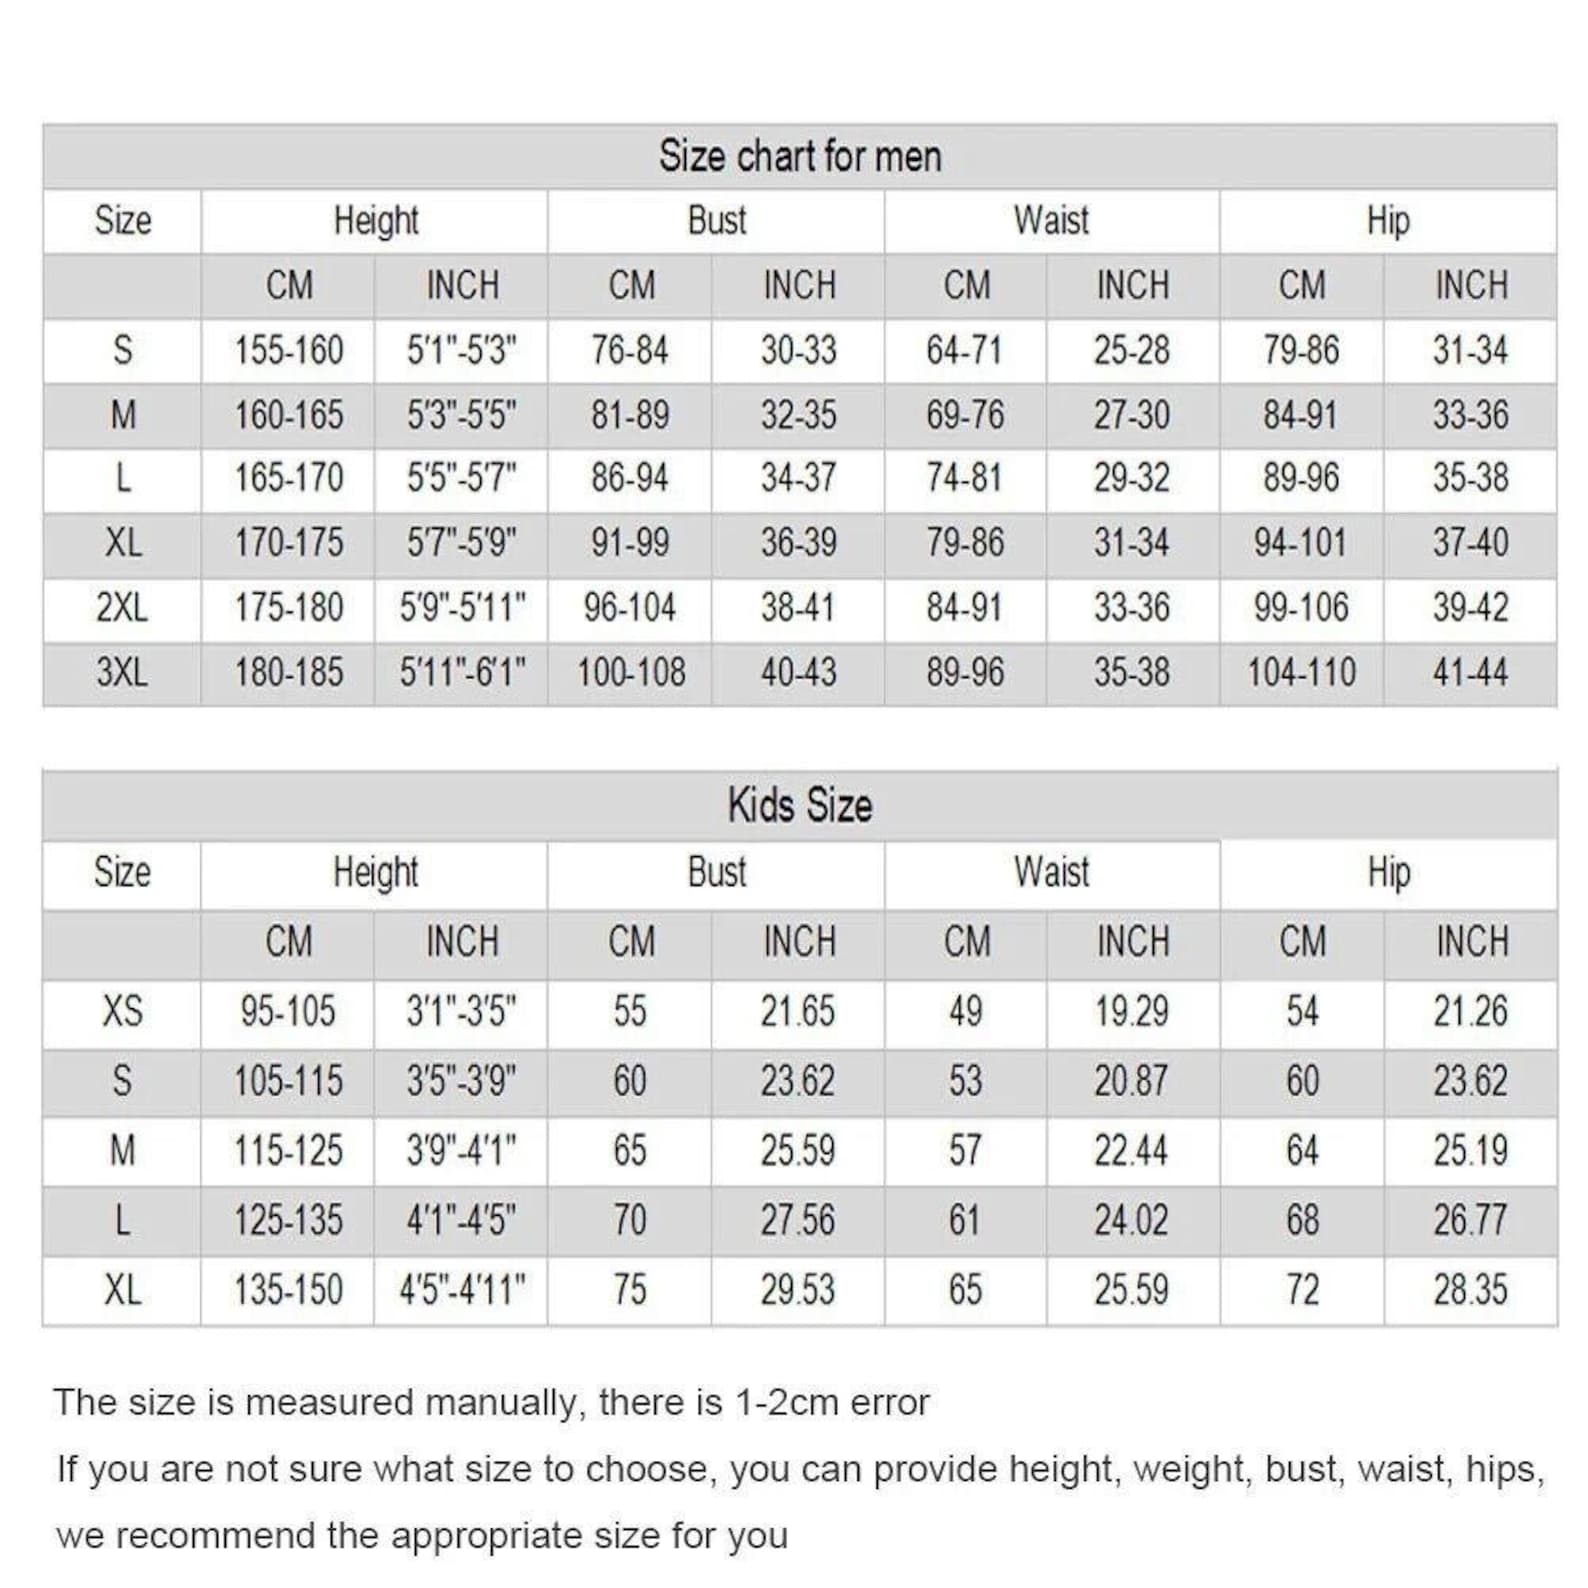 Size chart for men
Size Height Bust Waist Hip
CM INCH CM INCH CM INCH CM INCH
S 155-160 5'1"-5'3" 76-84 30-33 64-71 25-28 79-86 31-34
M 160-165 5'3"-5'5" 81-89 32-35 69-76 27-30 84-91 33-36
L 165-170 5'5"-5'7" 86-94 34-37 74-81 29-32 89-96 35-38
XL 170-175 5'7"-5'9" 91-99 36-39 79-86 31-34 94-101 37-40
2XL 175-180 5'9"-5'11" 96-104 38-41 84-91 33-36 99-106 39-42
3XL 180-185 5'11"-6'1" 100-108 40-43 89-96 35-38 104-110 41-44
Kids Size
Size Height Bust Waist Hip
CM INCH CM INCH CM INCH CM INCH
XS 95-105 3'1"-3'5" 55 21.65 49 19.29 54 21.26
S 105-115 3'5"-3'9" 60 23.62 53 20.87 60 23.62
M 115-125 3'9"-4'1" 65 25.59 57 22.44 64 25.19
L 125-135 4'1"-4'5" 70 27.56 61 24.02 68 26.77
XL 135-150 4'5"-4'11" 75 29.53 65 25.59 72 28.35
The size is measured manually, there is 1-2cm error
If you are not sure what size to choose, you can provide height, weight, bust, waist, hips,
we recommend the appropriate size for you